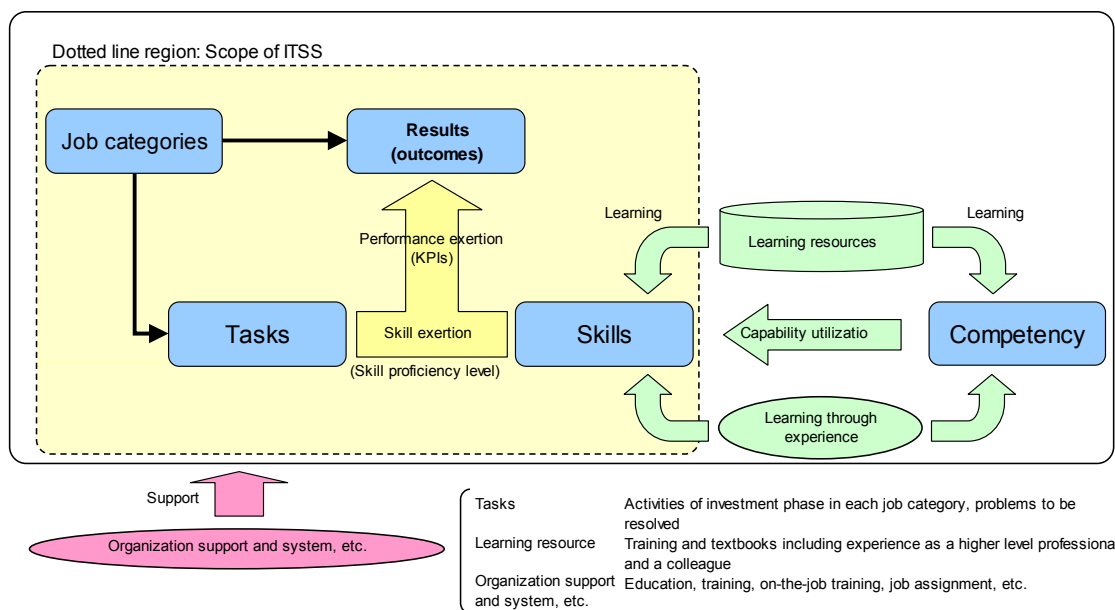 Dotted line region: Scope of ITSS
Job categories
Results
(outcomes)
Learning
Learning resources
Learning
Performance exertion
(KPIs)
Tasks
Skill exertion
(Skill proficiency level)
Skills
Capability utilizatio
Competency
Learning through
experience
Support
Organization support and system, etc.
Tasks
Activities of investment phase in each job category, problems to be
resolved
Learning resource
Training and textbooks including experience as a higher level professiona
and a colleague
Organization support
and system, etc.
Education, training, on-the-job training, job assignment, etc.